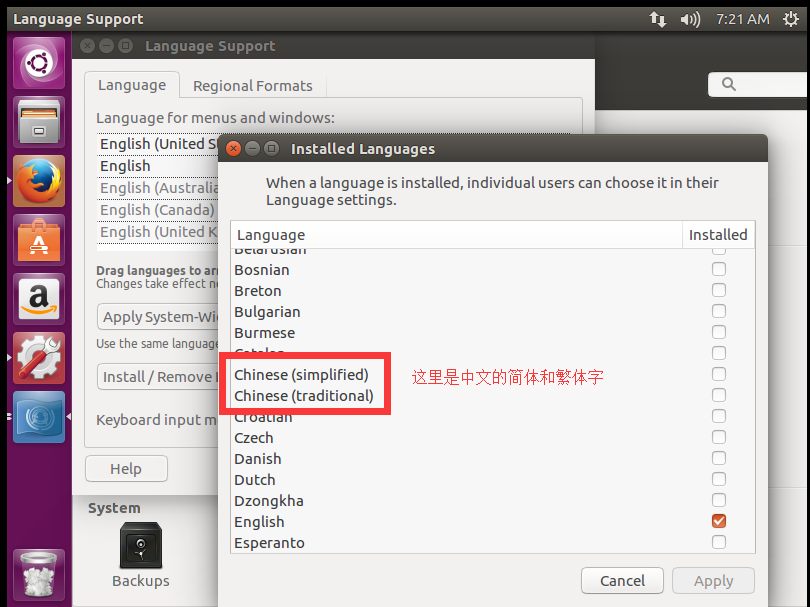 Language Support
7:21 AM
Language Support
Language
Regional Formats
Language for menus and windows:
English (United S
English
English (Australia
English (Canada)
English (United K
Drag languages to arr
Changes take effect ne
Apply System-Wi
Use the same language
Install / Remove
Keyboard input m
Help
System
Backups
Installed Languages
When a language is installed, individual users can choose it in their
Language settings.
Language
Installed
Belarusian
Bosnian
Breton
Bulgarian
Burmese
Catalan
Chinese (simplified)
Chinese (traditional)
这里是中文的简体和繁体字
Croatian
Czech
Danish
Dutch
Dzongkha
English
Esperanto
Cancel
Apply